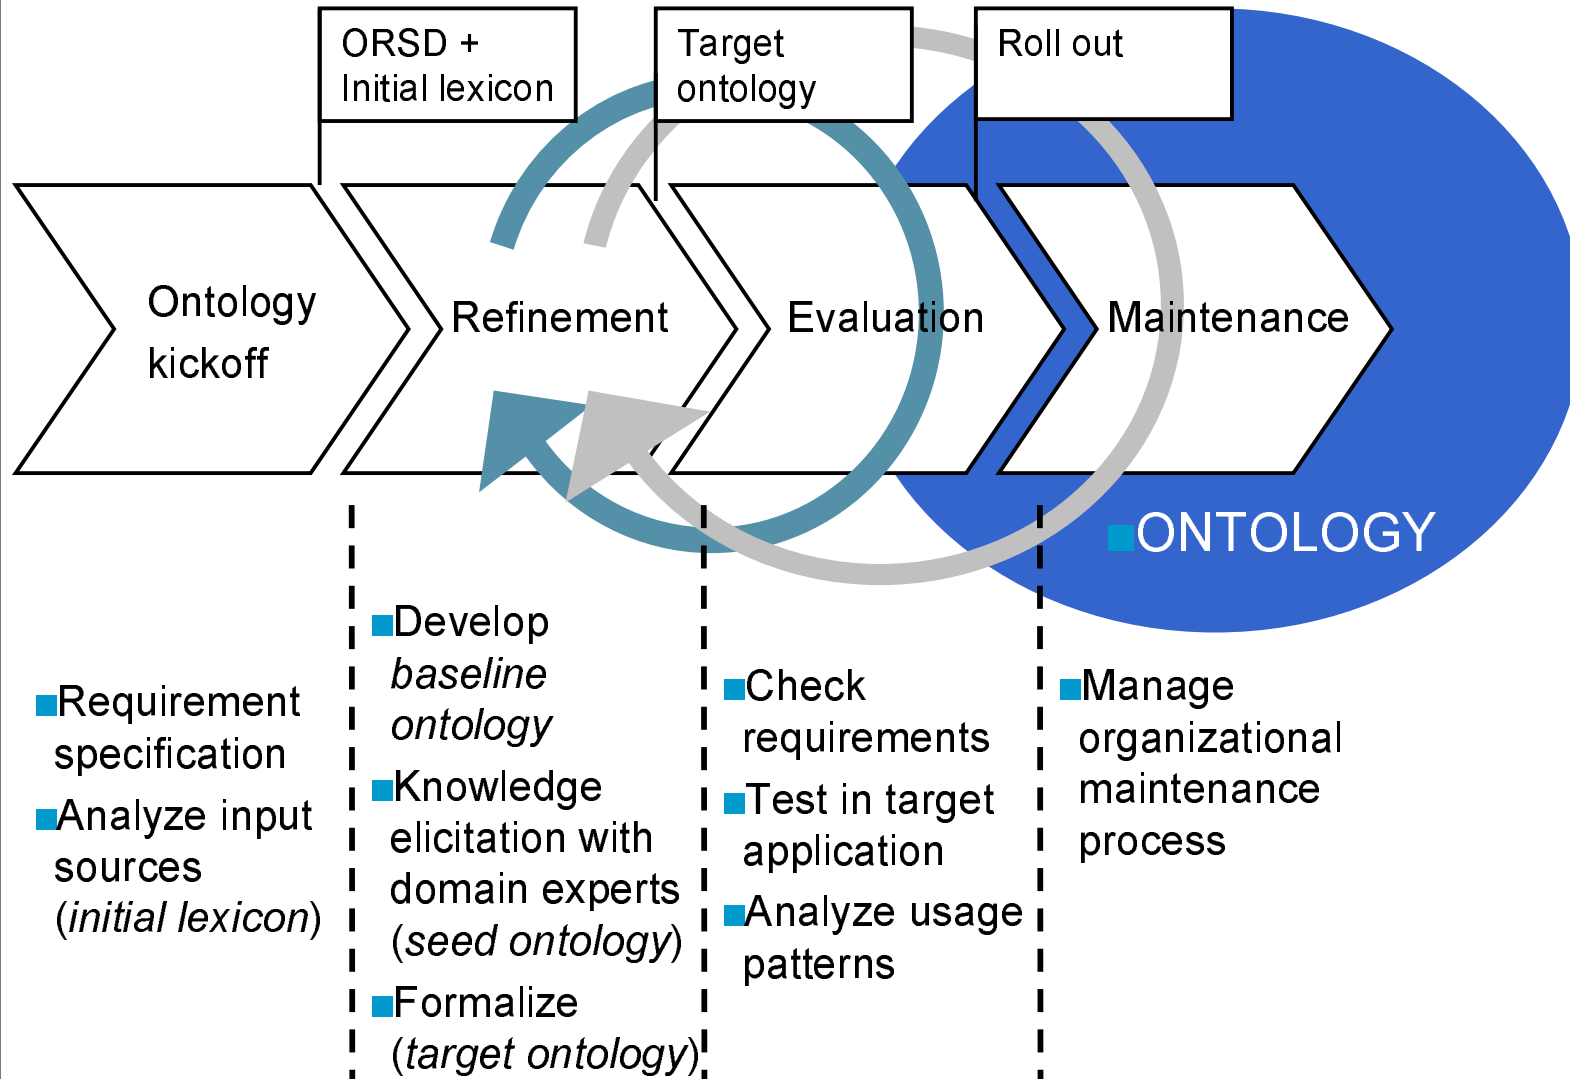 ORSD +
Initial lexicon
Target
ontology
Roll out
Ontology
kickoff
Refinement
Evaluation
Maintenance
ONTOLOGY
Requirement
specification
Analyze input
sources
(initial lexicon)
Develop
baseline
ontology
Knowledge
elicitation with
domain experts
(seed ontology)
Formalize
(target ontology)
Check
requirements
Test in target
application
Analyze usage
patterns
Manage
organizational
maintenance
process